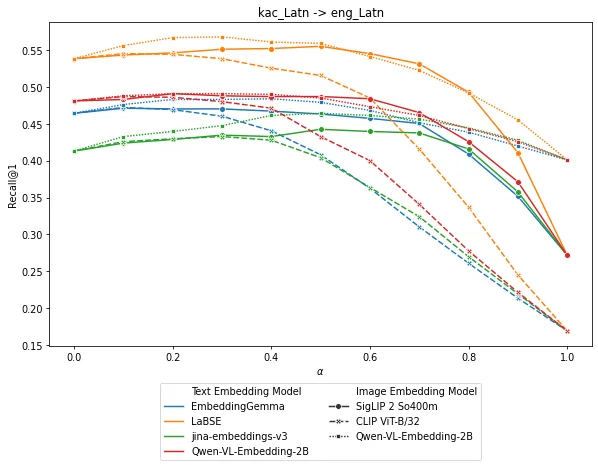 kac_Latn -> eng_Latn
Recall@1
0.55
0.50
0.45
0.40
0.35
0.30
0.25
0.20
0.15
0.0
0.2
0.4
0.6
0.8
1.0
α
Text Embedding Model
EmbeddingGemma
LaBSE
jina-embeddings-v3
Qwen-VL-Embedding-2B
Image Embedding Model
SigLIP 2 So400m
CLIP ViT-B/32
Qwen-VL-Embedding-2B